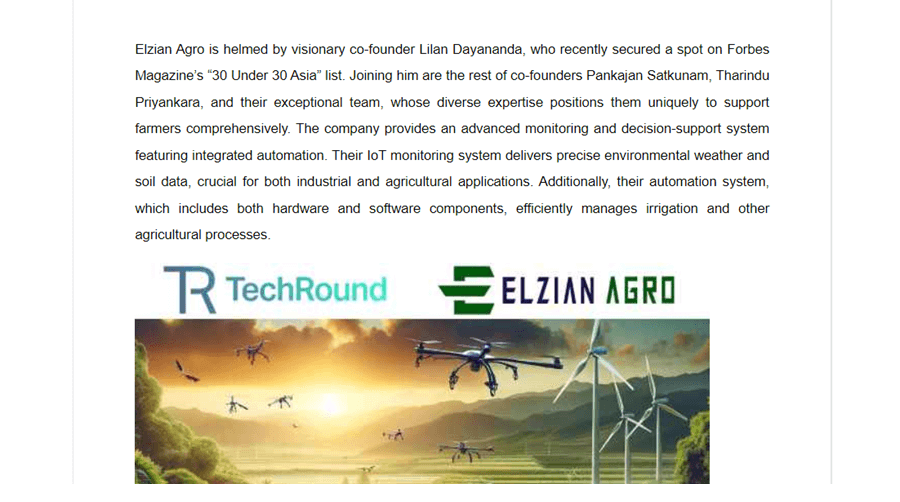 Elzian Agro is helmed by visionary co-founder Lilan Dayananda, who recently secured a spot on Forbes
Magazine’s “30 Under 30 Asia” list. Joining him are the rest of co-founders Pankajan Satkunam, Tharindu
Priyankara, and their exceptional team, whose diverse expertise positions them uniquely to support
farmers comprehensively. The company provides an advanced monitoring and decision-support system
featuring integrated automation. Their IoT monitoring system delivers precise environmental weather and
soil data, crucial for both industrial and agricultural applications. Additionally, their automation system,
which includes both hardware and software components, efficiently manages irrigation and other
agricultural processes.
TR TechRound ELZIAN AGRO